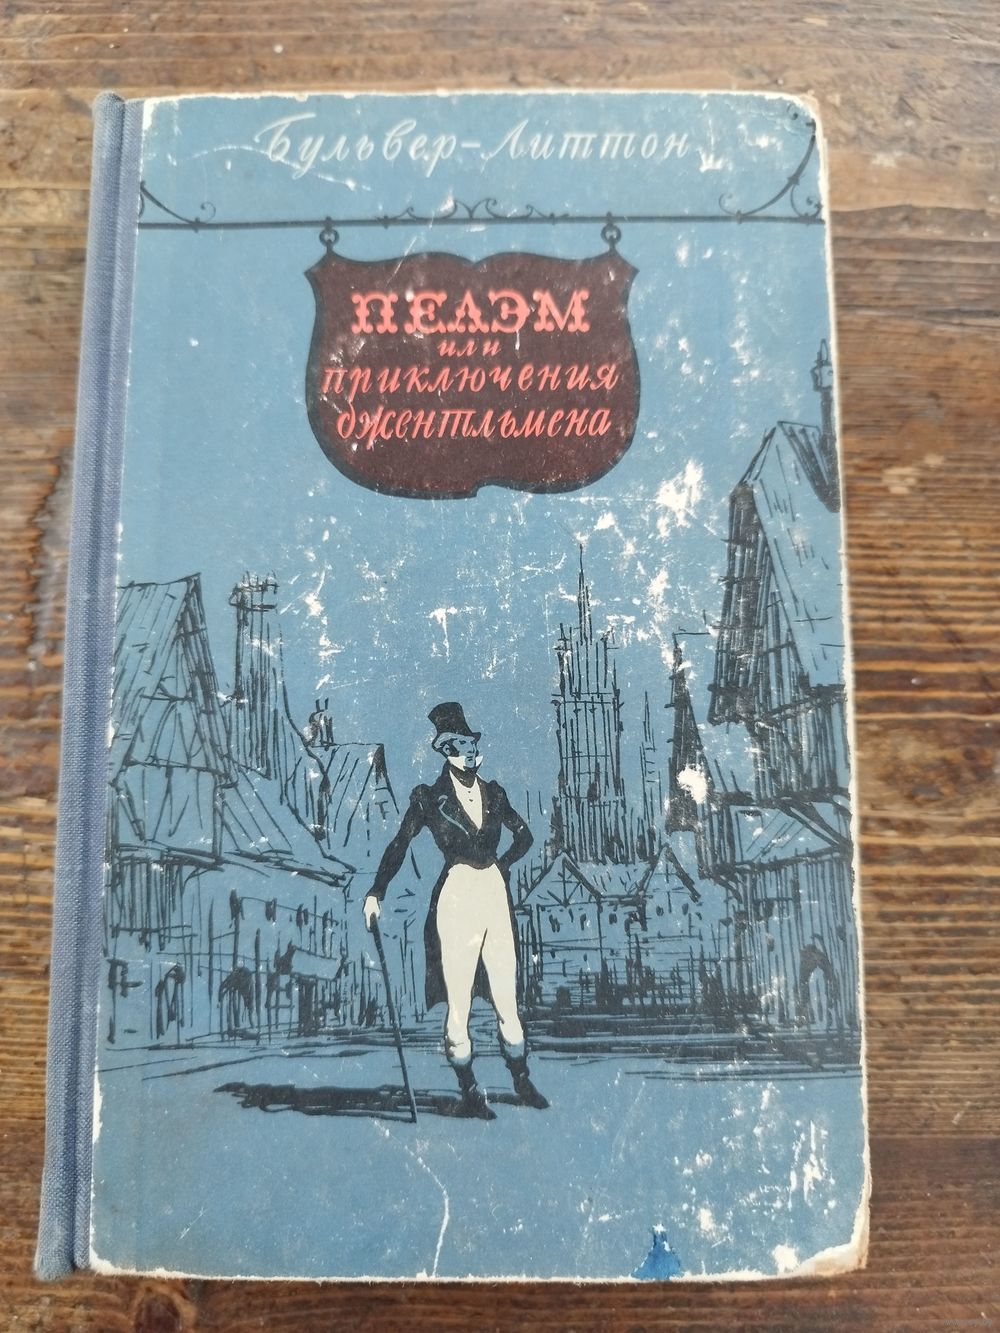 Бульвер-Литтон
ПЕЛЭМ
или
приключения
джентльмена